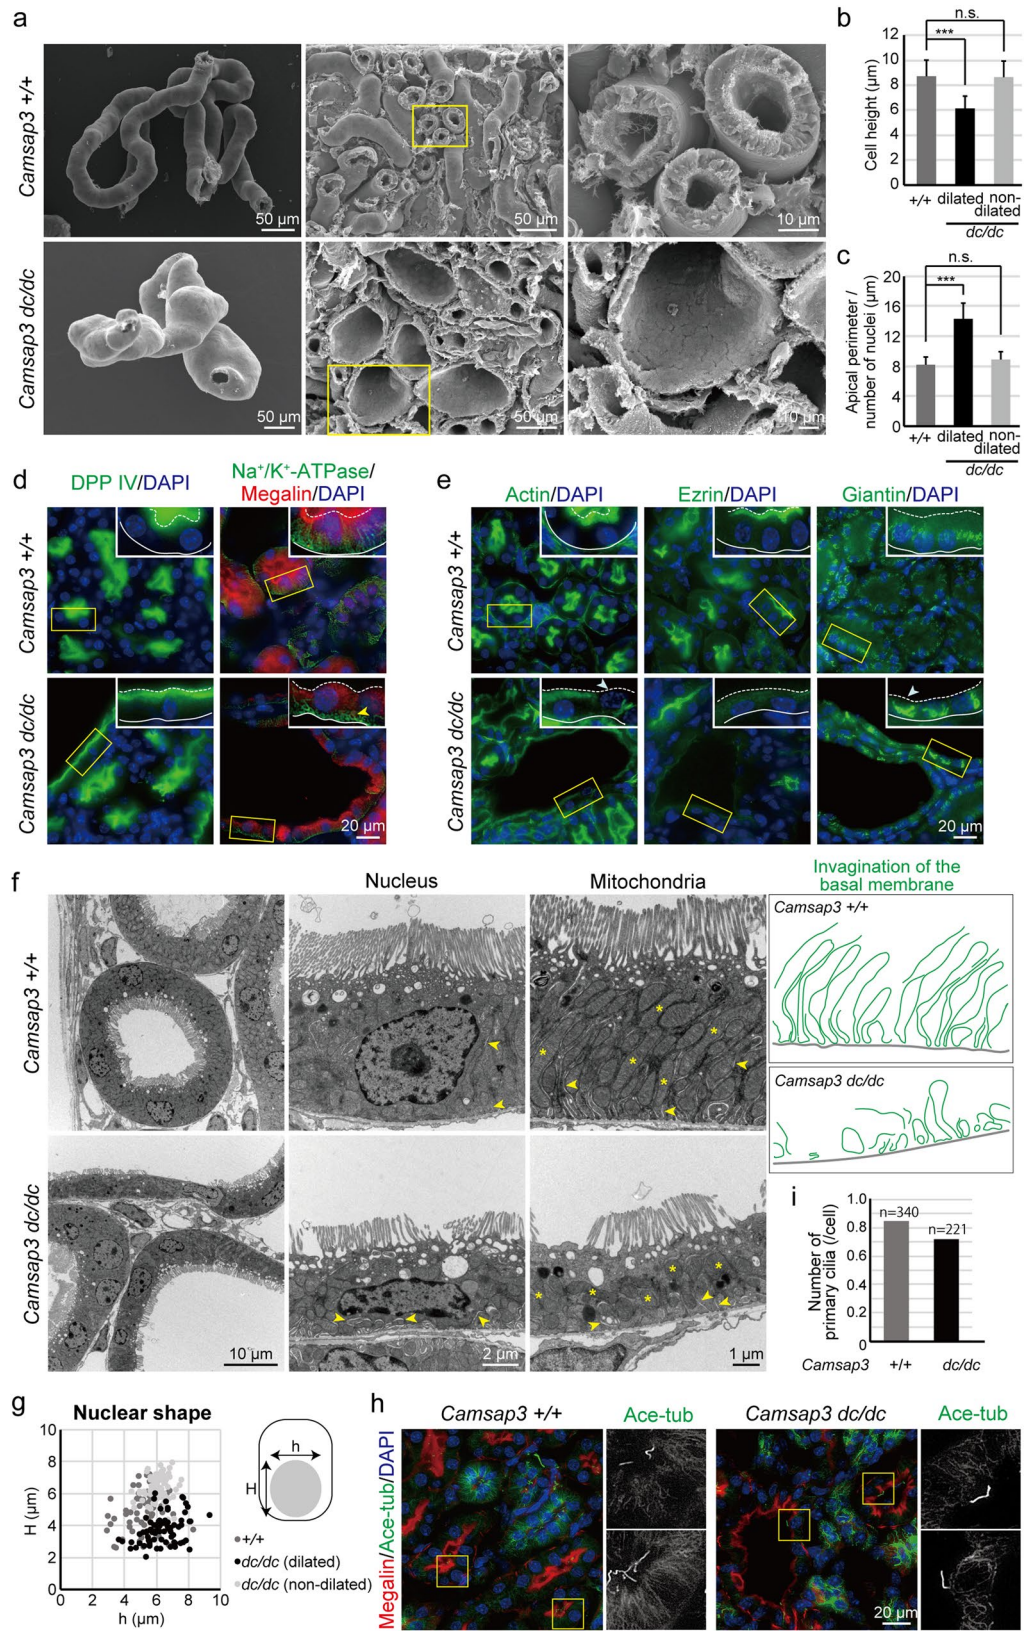 a
Camsap3 +/+
50 µm
50 µm
10 µm
Camsap3 dc/dc
50 µm
50 µm
10 µm
b
n.s.
***
12
10
8
6
4
2
0
Cell height (µm)
+/+ dilated non-
dilated
dc/dc
c
n.s.
***
20
16
12
8
4
0
Apical perimeter /
number of nuclei (µm)
+/+ dilated non-
dilated
dc/dc
d
DPP IV/DAPI
Na⁺/K⁺-ATPase/
Megalin/DAPI
Camsap3 +/+
Camsap3 dc/dc
20 µm
e
Actin/DAPI
Ezrin/DAPI
Giantin/DAPI
Camsap3 +/+
Camsap3 dc/dc
20 µm
f
Nucleus
Mitochondria
Invagination of the
basal membrane
Camsap3 +/+
Camsap3 +/+
* * * * *
Camsap3 dc/dc
Camsap3 dc/dc
* * * * *
10 µm
2 µm
1 µm
i
1.0
0.8
0.6
0.4
0.2
0
n=340
n=221
Number of
primary cilia (/cell)
Camsap3 +/+ dc/dc
g
Nuclear shape
10
8
6
4
2
0
H (µm)
0 2 4 6 8 10
h (µm)
h
H
+/+
dc/dc (dilated)
dc/dc (non-dilated)
h
Camsap3 +/+
Ace-tub
Camsap3 dc/dc
Ace-tub
Megalin/Ace-tub/DAPI
20 µm